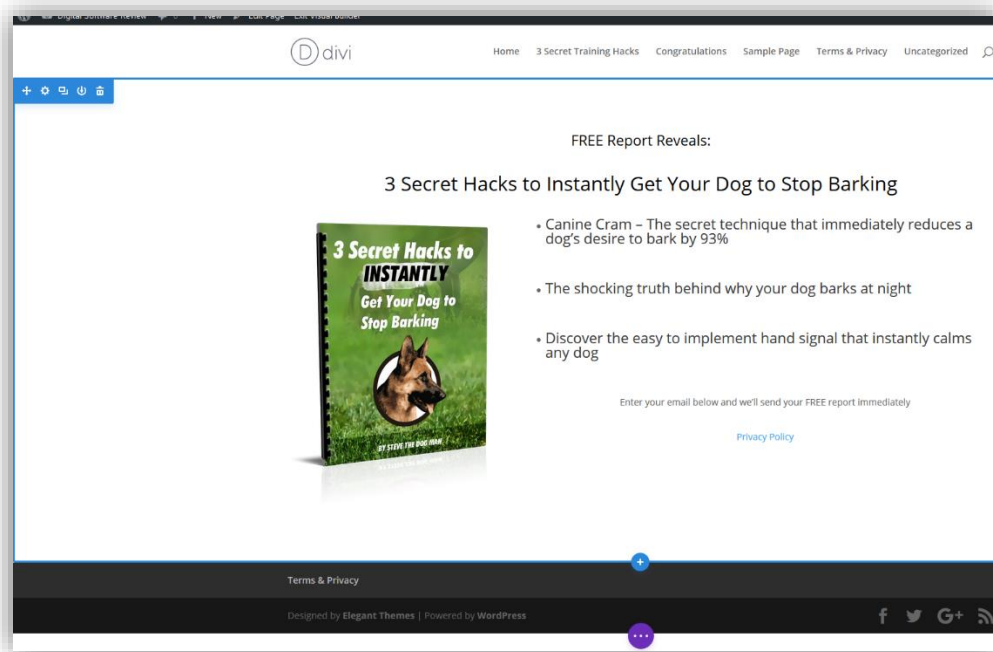 Digital Software Review 0 + New Edit Page Exit Visual Builder
D divi
Home 3 Secret Training Hacks Congratulations Sample Page Terms & Privacy Uncategorized
FREE Report Reveals:
3 Secret Hacks to Instantly Get Your Dog to Stop Barking
3 Secret Hacks to
INSTANTLY
Get Your Dog to
Stop Barking
BY STEVE THE DOG MAN
• Canine Cram – The secret technique that immediately reduces a
dog's desire to bark by 93%
• The shocking truth behind why your dog barks at night
• Discover the easy to implement hand signal that instantly calms
any dog
Enter your email below and we'll send your FREE report immediately
Privacy Policy
Terms & Privacy
Designed by Elegant Themes | Powered by WordPress
f G+